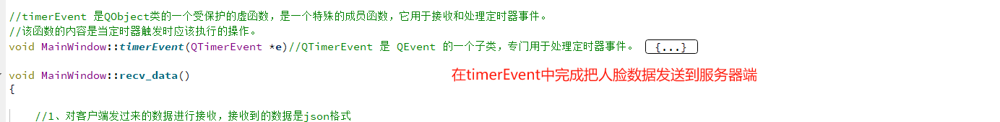 //timerEvent 是QObject类的一个受保护的虚函数，是一个特殊的成员函数，它用于接收和处理定时器事件。
//该函数的内容是当定时器触发时应该执行的操作。
void MainWindow::timerEvent(QTimerEvent *e)//QTimerEvent 是 QEvent 的一个子类，专门用于处理定时器事件。 {...}
void MainWindow::recv_data()
在timerEvent中完成把人脸数据发送到服务器端
{
//1、对客户端发过来的数据进行接收，接收到的数据是json格式